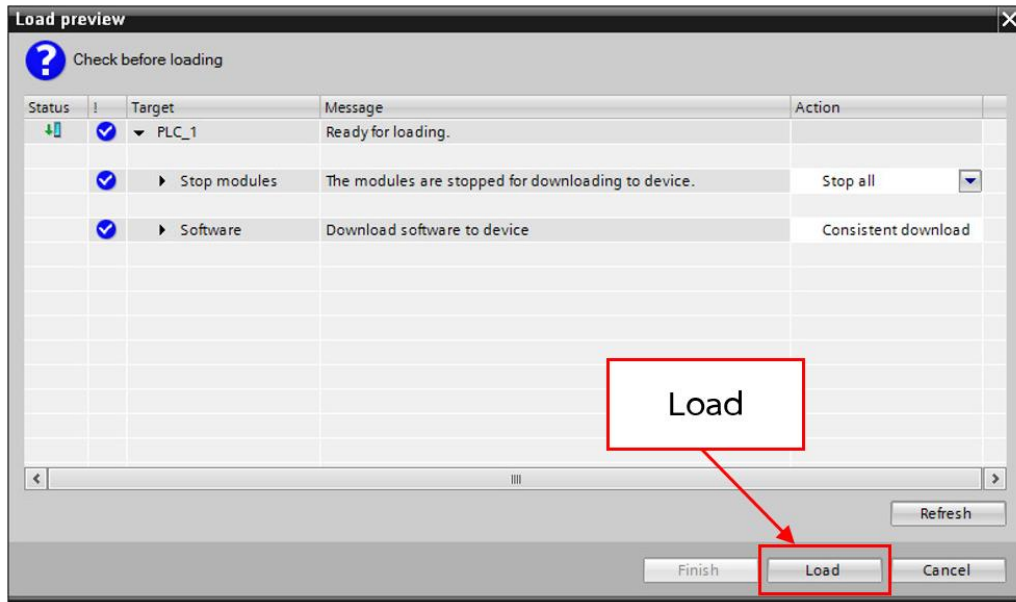 Load preview
Check before loading
Status ! Target Message Action
PLC_1 Ready for loading.
Stop modules The modules are stopped for downloading to device. Stop all
Software Download software to device Consistent download
Load
Refresh
Finish Load Cancel